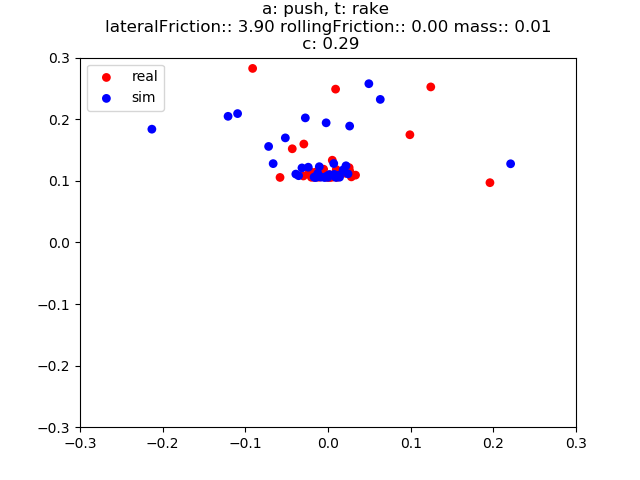 a: push, t: rake
lateralFriction:: 3.90 rollingFriction:: 0.00 mass:: 0.01
c: 0.29
real
sim
0.3
0.2
0.1
0.0
−0.1
−0.2
−0.3
−0.3
−0.2
−0.1
0.0
0.1
0.2
0.3